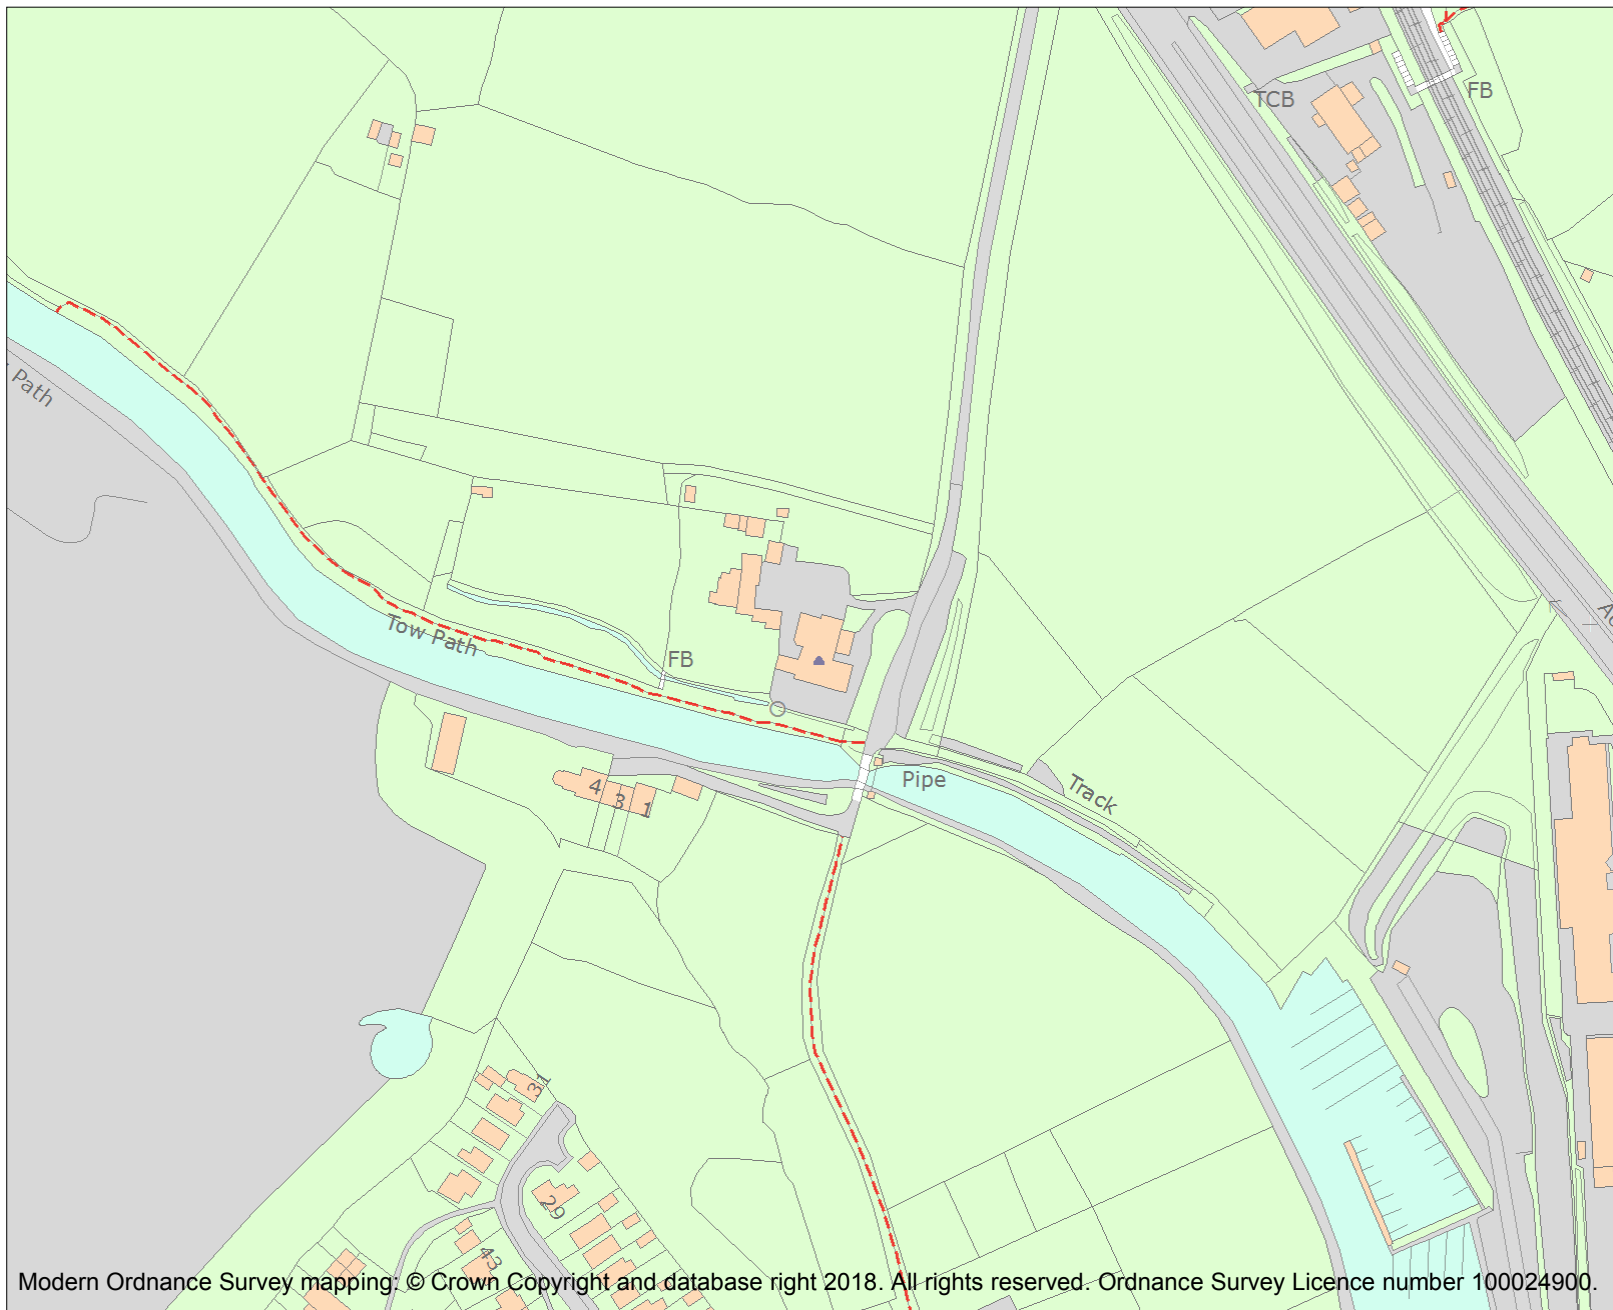 TCB
FB
Path
Tow Path
FB
Pipe
Track
4
3
1
31
29
43
Modern Ordnance Survey mapping: © Crown Copyright and database right 2018. All rights reserved. Ordnance Survey Licence number 100024900.